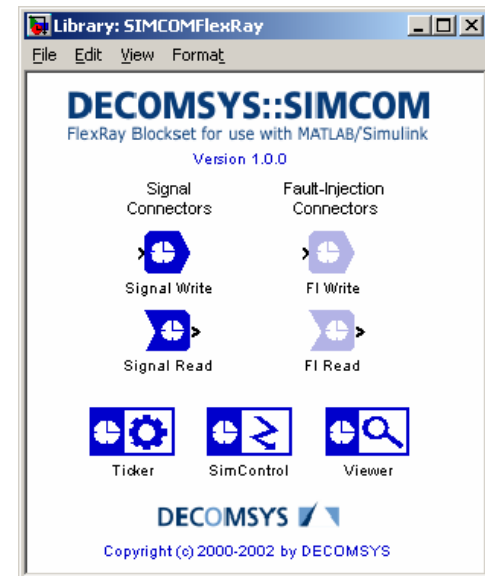 Library: SIMCOMFlexRay
File Edit View Format
DECOMSYS::SIMCOM
FlexRay Blockset for use with MATLAB/Simulink
Version 1.0.0
Signal Connectors
Fault-Injection Connectors
Signal Write
FI Write
Signal Read
FI Read
Ticker SimControl Viewer
DECOMSYS
Copyright (c) 2000-2002 by DECOMSYS